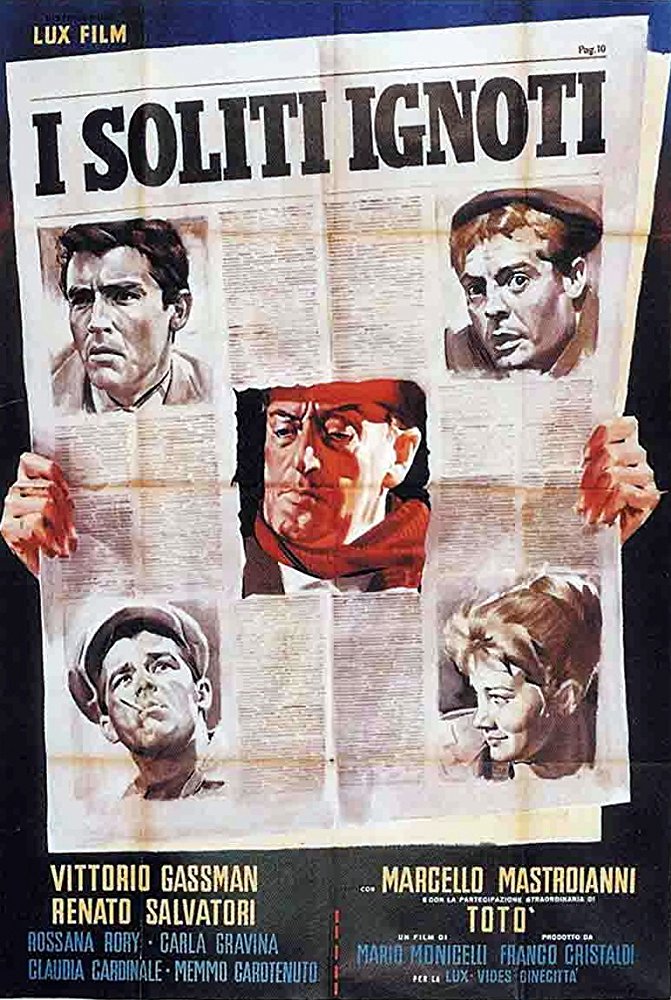 LUX FILM
Pag. 10
I SOLITI IGNOTI
VITTORIO GASSMAN
RENATO SALVATORI
ROSSANA RORY · CARLA GRAVINA
CLAUDIA CARDINALE · MEMMO CAROTENUTO
CON MARCELLO MASTROIANNI
E CON LA PARTECIPAZIONE STRAORDINARIA DI
TOTO'
UN FILM DI
MARIO MONICELLI
PRODOTTO DA
FRANCO CRISTALDI
PER LA LUX-VIDES-CINECITTÀ